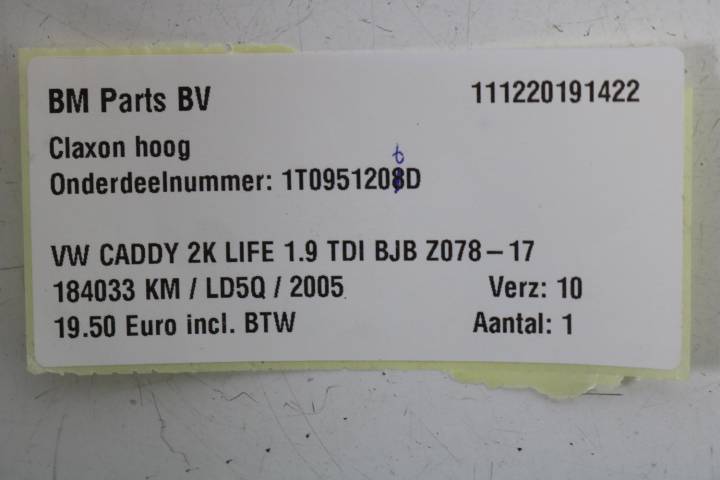 BM Parts BV 111220191422
Claxon hoog
6
Onderdeelnummer: 1T0951208D
VW CADDY 2K LIFE 1.9 TDI BJB Z078-17
184033 KM / LD5Q / 2005 Verz: 10
19.50 Euro incl. BTW Aantal: 1